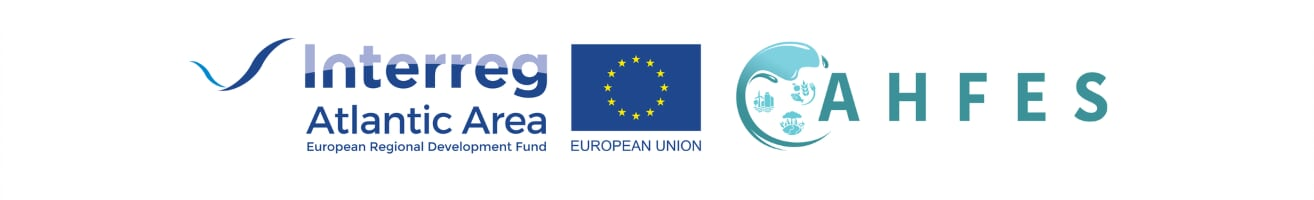 Interreg
Atlantic Area
European Regional Development Fund
EUROPEAN UNION
AHFES